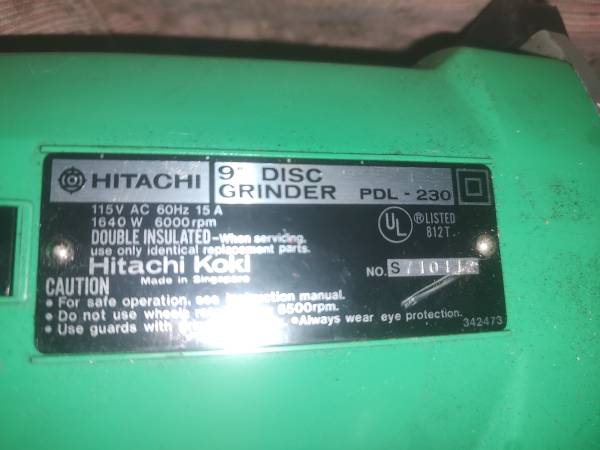 HITACHI
9" DISC
GRINDER PDL - 230
115V AC 60Hz 15 A
1640 W 6000 rpm
UL ® LISTED
812T.
DOUBLE INSULATED-When servicing,
use only identical replacement parts.
Hitachi Koki
Made in Singapore
NO.
CAUTION
• For safe operation, see instruction manual.
• Do not use wheels 6500rpm.
• Use guards with • Always wear eye protection.
342473